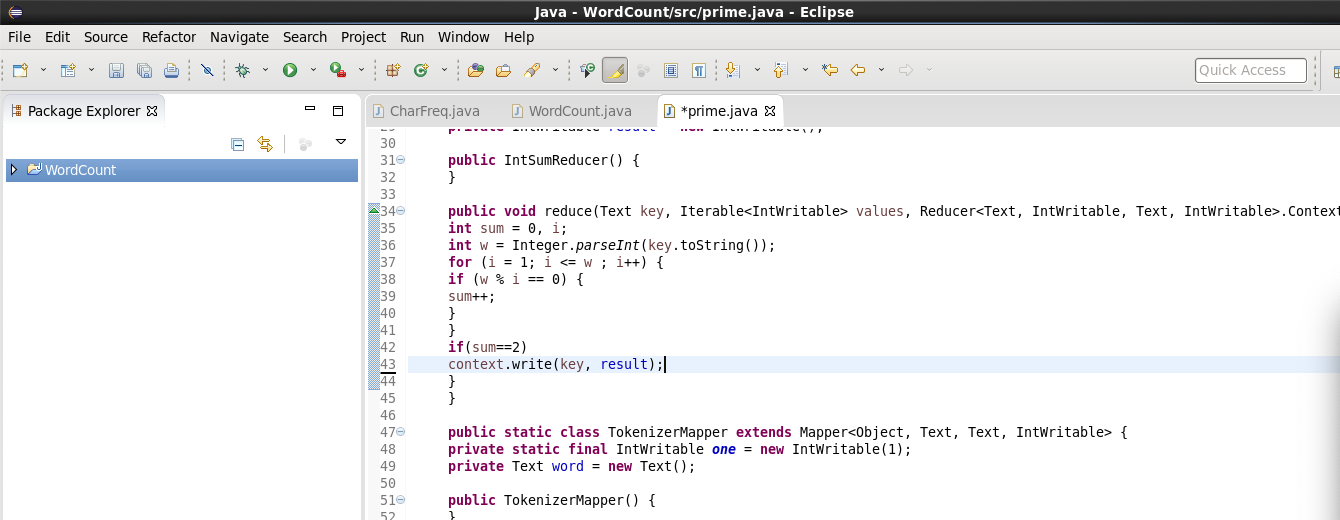 Java - WordCount/src/prime.java - Eclipse
File Edit Source Refactor Navigate Search Project Run Window Help
Quick Access
Package Explorer
CharFreq.java WordCount.java *prime.java
WordCount
29 private IntWritable result = new IntWritable();
30
31 public IntSumReducer() {
32 }
33
34 public void reduce(Text key, Iterable<IntWritable> values, Reducer<Text, IntWritable, Text, IntWritable>.Context
35 int sum = 0, i;
36 int w = Integer.parseInt(key.toString());
37 for (i = 1; i <= w ; i++) {
38 if (w % i == 0) {
39 sum++;
40 }
41 }
42 if(sum==2)
43 context.write(key, result);
44 }
45 }
46
47 public static class TokenizerMapper extends Mapper<Object, Text, Text, IntWritable> {
48 private static final IntWritable one = new IntWritable(1);
49 private Text word = new Text();
50
51 public TokenizerMapper() {
52 }